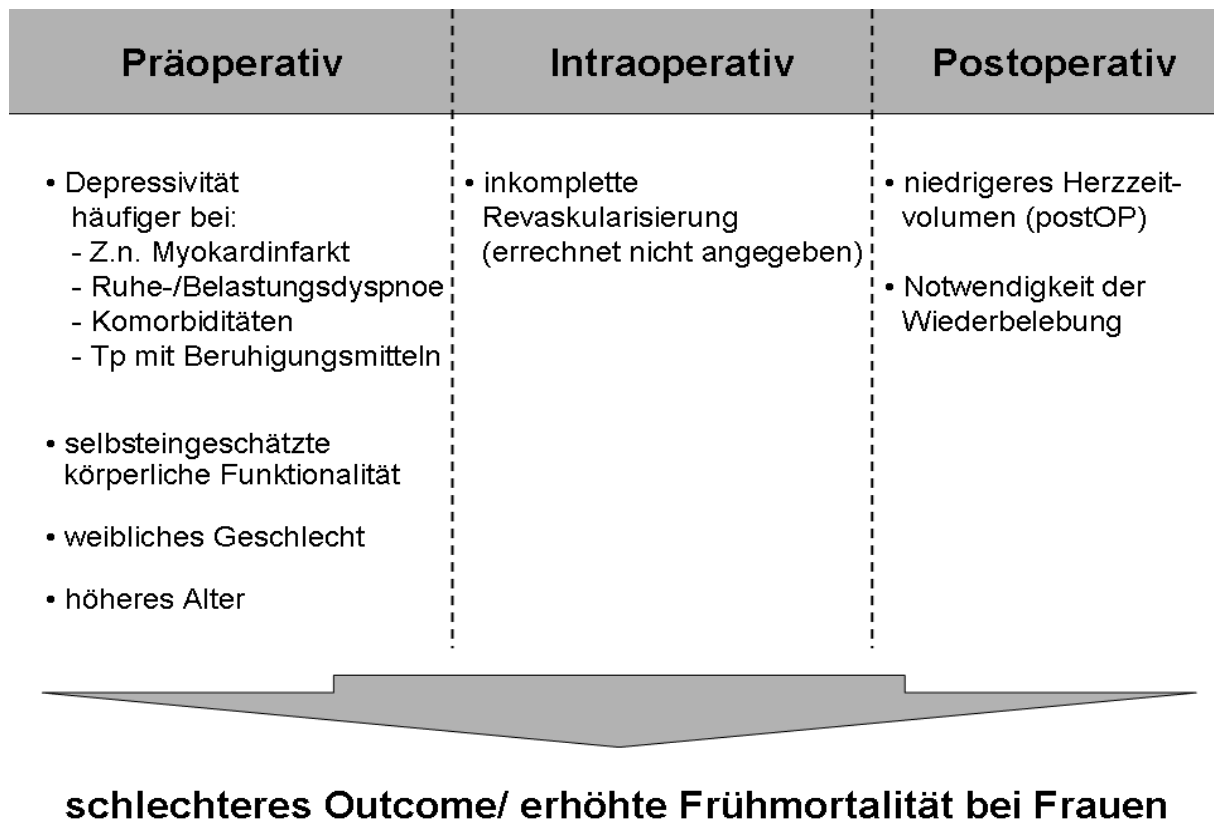 Präoperativ
Intraoperativ
Postoperativ
• Depressivität
häufiger bei:
- Z.n. Myokardinfarkt
- Ruhe-/Belastungsdyspnoe
- Komorbiditäten
- Tp mit Beruhigungsmitteln
• selbsteingeschätzte
körperliche Funktionalität
• weibliches Geschlecht
• höheres Alter
• inkomplette
Revaskularisierung
(errechnet nicht angegeben)
• niedrigeres Herzzeit-
volumen (postOP)
• Notwendigkeit der
Wiederbelebung
schlechteres Outcome/ erhöhte Frühmortalität bei Frauen